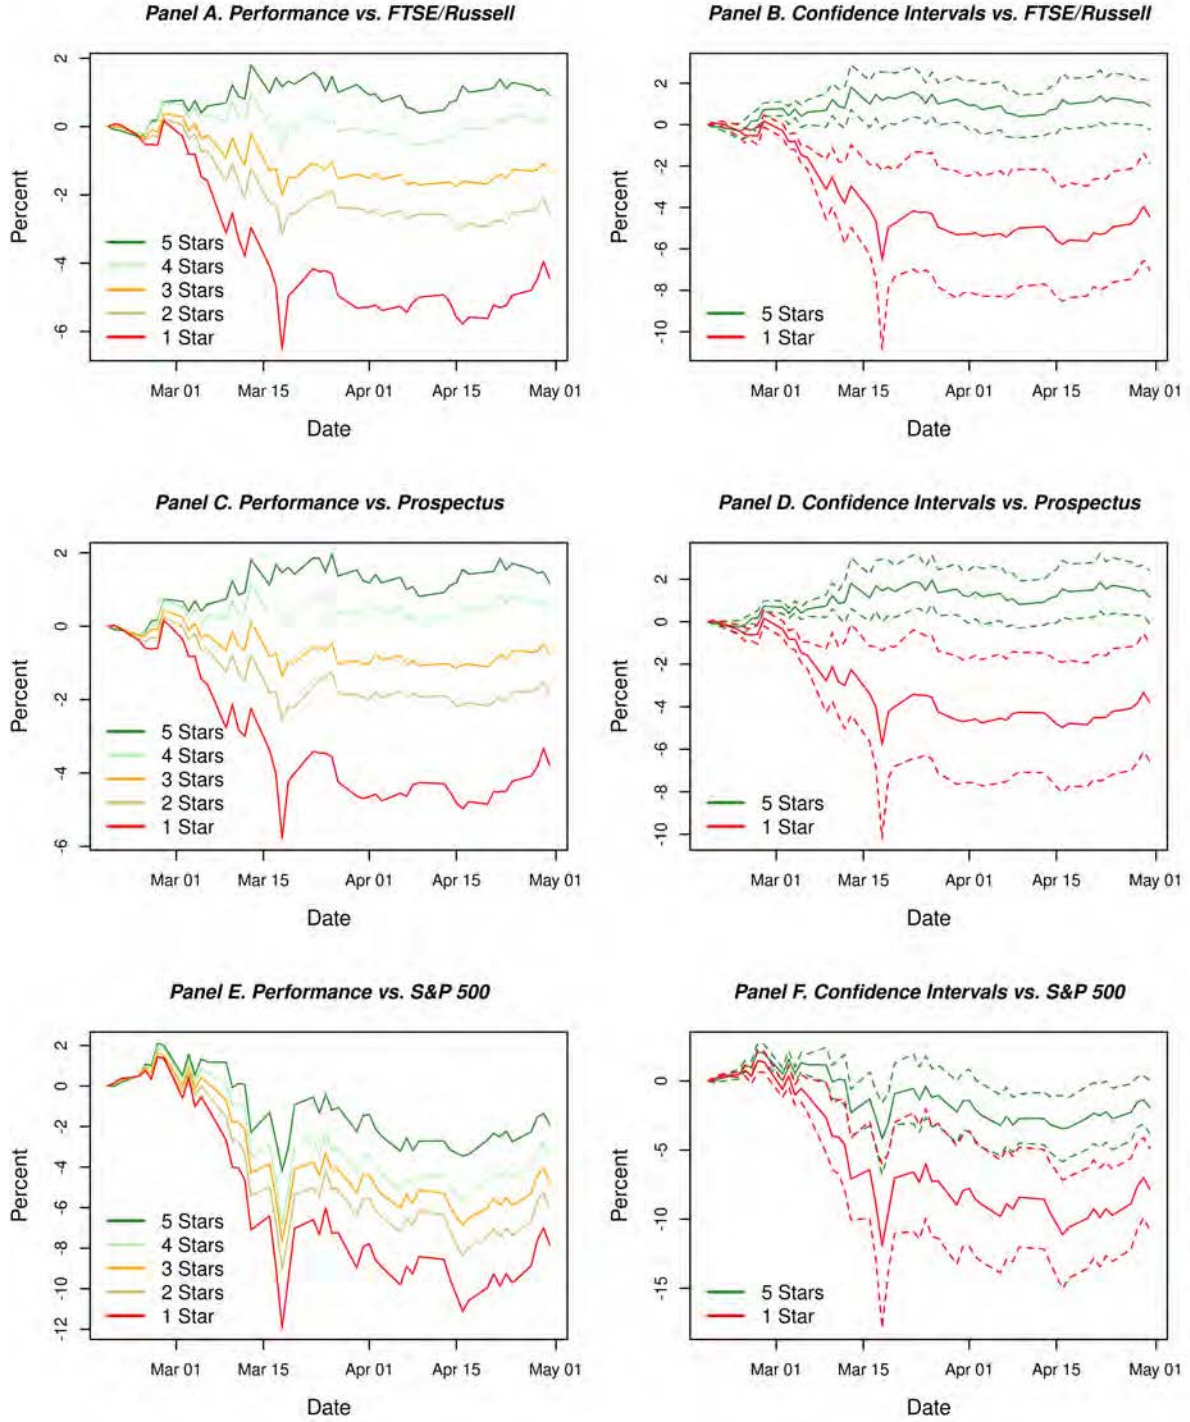 Panel A. Performance vs. FTSE/Russell
Percent
2
0
-2
-4
-6
5 Stars
4 Stars
3 Stars
2 Stars
1 Star
Mar 01 Mar 15 Apr 01 Apr 15 May 01
Date
Panel B. Confidence Intervals vs. FTSE/Russell
Percent
2
0
-2
-4
-6
-8
-10
5 Stars
1 Star
Mar 01 Mar 15 Apr 01 Apr 15 May 01
Date
Panel C. Performance vs. Prospectus
Percent
2
0
-2
-4
-6
5 Stars
4 Stars
3 Stars
2 Stars
1 Star
Mar 01 Mar 15 Apr 01 Apr 15 May 01
Date
Panel D. Confidence Intervals vs. Prospectus
Percent
2
0
-2
-4
-6
-8
-10
5 Stars
1 Star
Mar 01 Mar 15 Apr 01 Apr 15 May 01
Date
Panel E. Performance vs. S&P 500
Percent
2
0
-2
-4
-6
-8
-10
-12
5 Stars
4 Stars
3 Stars
2 Stars
1 Star
Mar 01 Mar 15 Apr 01 Apr 15 May 01
Date
Panel F. Confidence Intervals vs. S&P 500
Percent
0
-5
-10
-15
5 Stars
1 Star
Mar 01 Mar 15 Apr 01 Apr 15 May 01
Date